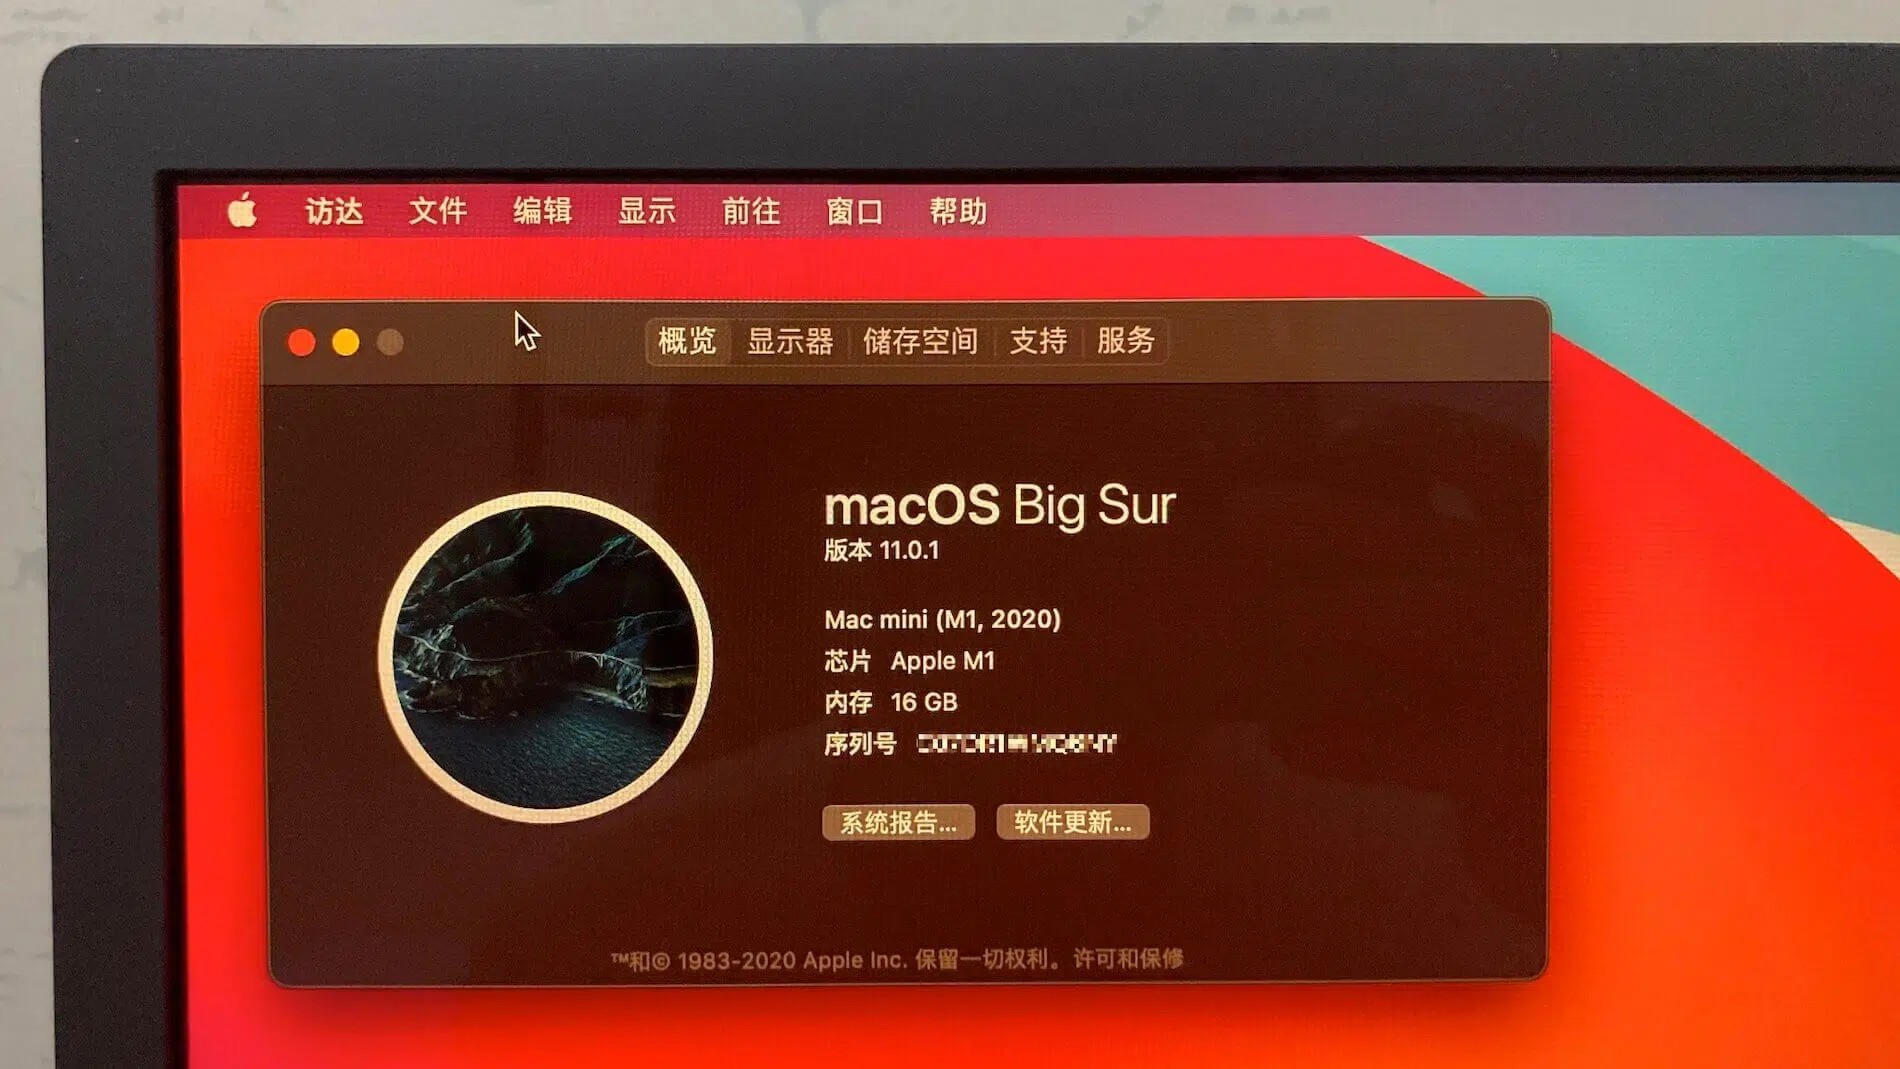 访达 文件 编辑 显示 前往 窗口 帮助
概览 显示器 储存空间 支持 服务
macOS Big Sur
版本 11.0.1
Mac mini (M1, 2020)
芯片 Apple M1
内存 16 GB
序列号
系统报告... 软件更新...
™和© 1983-2020 Apple Inc. 保留一切权利。许可和保修